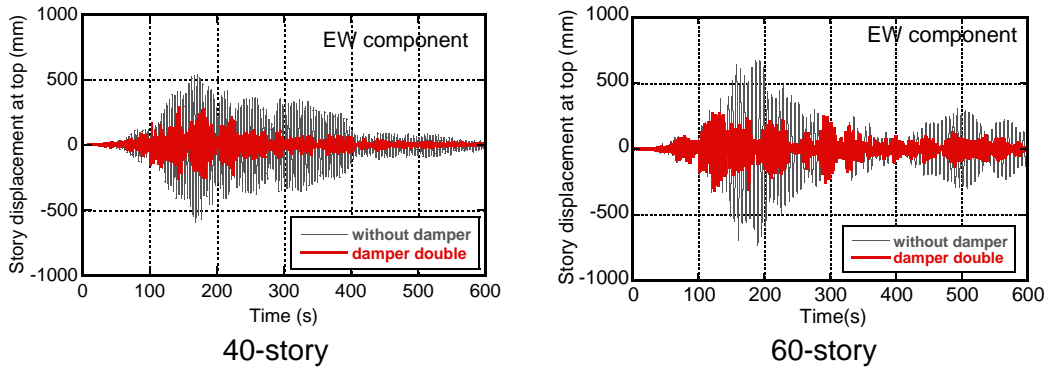 Story displacement at top (mm)
1000
500
0
-500
-1000
EW component
without damper
damper double
0 100 200 300 400 500 600
Time (s)
40-story
Story displacement at top (mm)
1000
500
0
-500
-1000
EW component
without damper
damper double
0 100 200 300 400 500 600
Time(s)
60-story